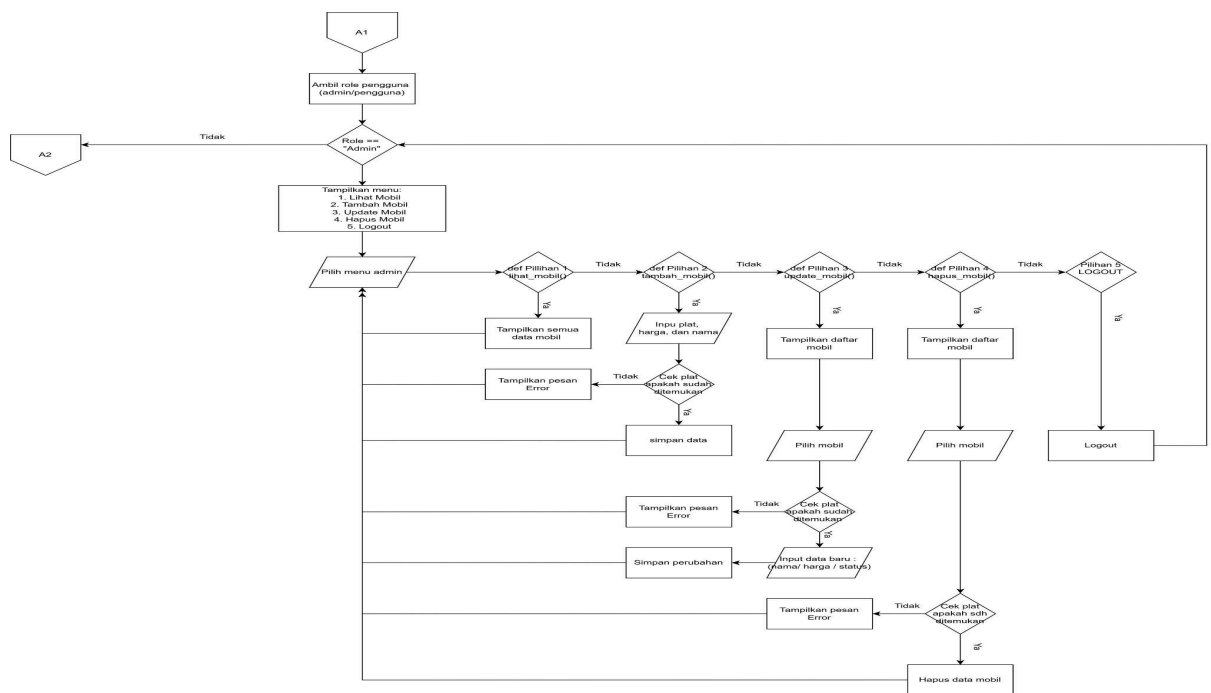 A1
Ambil role pengguna
(admin/pengguna)
Tidak
Role ==
"Admin"
A2
Tampilkan menu:
1. Lihat Mobil
2. Tambah Mobil
3. Update Mobil
4. Hapus Mobil
5. Logout
Pilih menu admin
def Pillihan 1
lihat_mobil()
Tidak
def Pillihan 2
tambah_mobil()
Tidak
def Pillihan 3
update_mobil()
Tidak
def Pillihan 4
hapus_mobil()
Tidak
Pilihan 5
LOGOUT
Ya
Ya
Ya
Ya
Ya
Tampilkan semua
data mobil
Inpu plat,
harga, dan nama
Tampilkan daftar
mobil
Tampilkan daftar
mobil
Tampilkan pesan
Error
Tidak
Cek plat
apakah sudah
ditemukan
Ya
simpan data
Pilih mobil
Pilih mobil
Logout
Tampilkan pesan
Error
Tidak
Cek plat
apakah sudah
ditemukan
Ya
Simpan perubahan
Input data baru :
(nama/ harga / status)
Tampilkan pesan
Error
Tidak
Cek plat
apakah sdh
ditemukan
Ya
Hapus data mobil